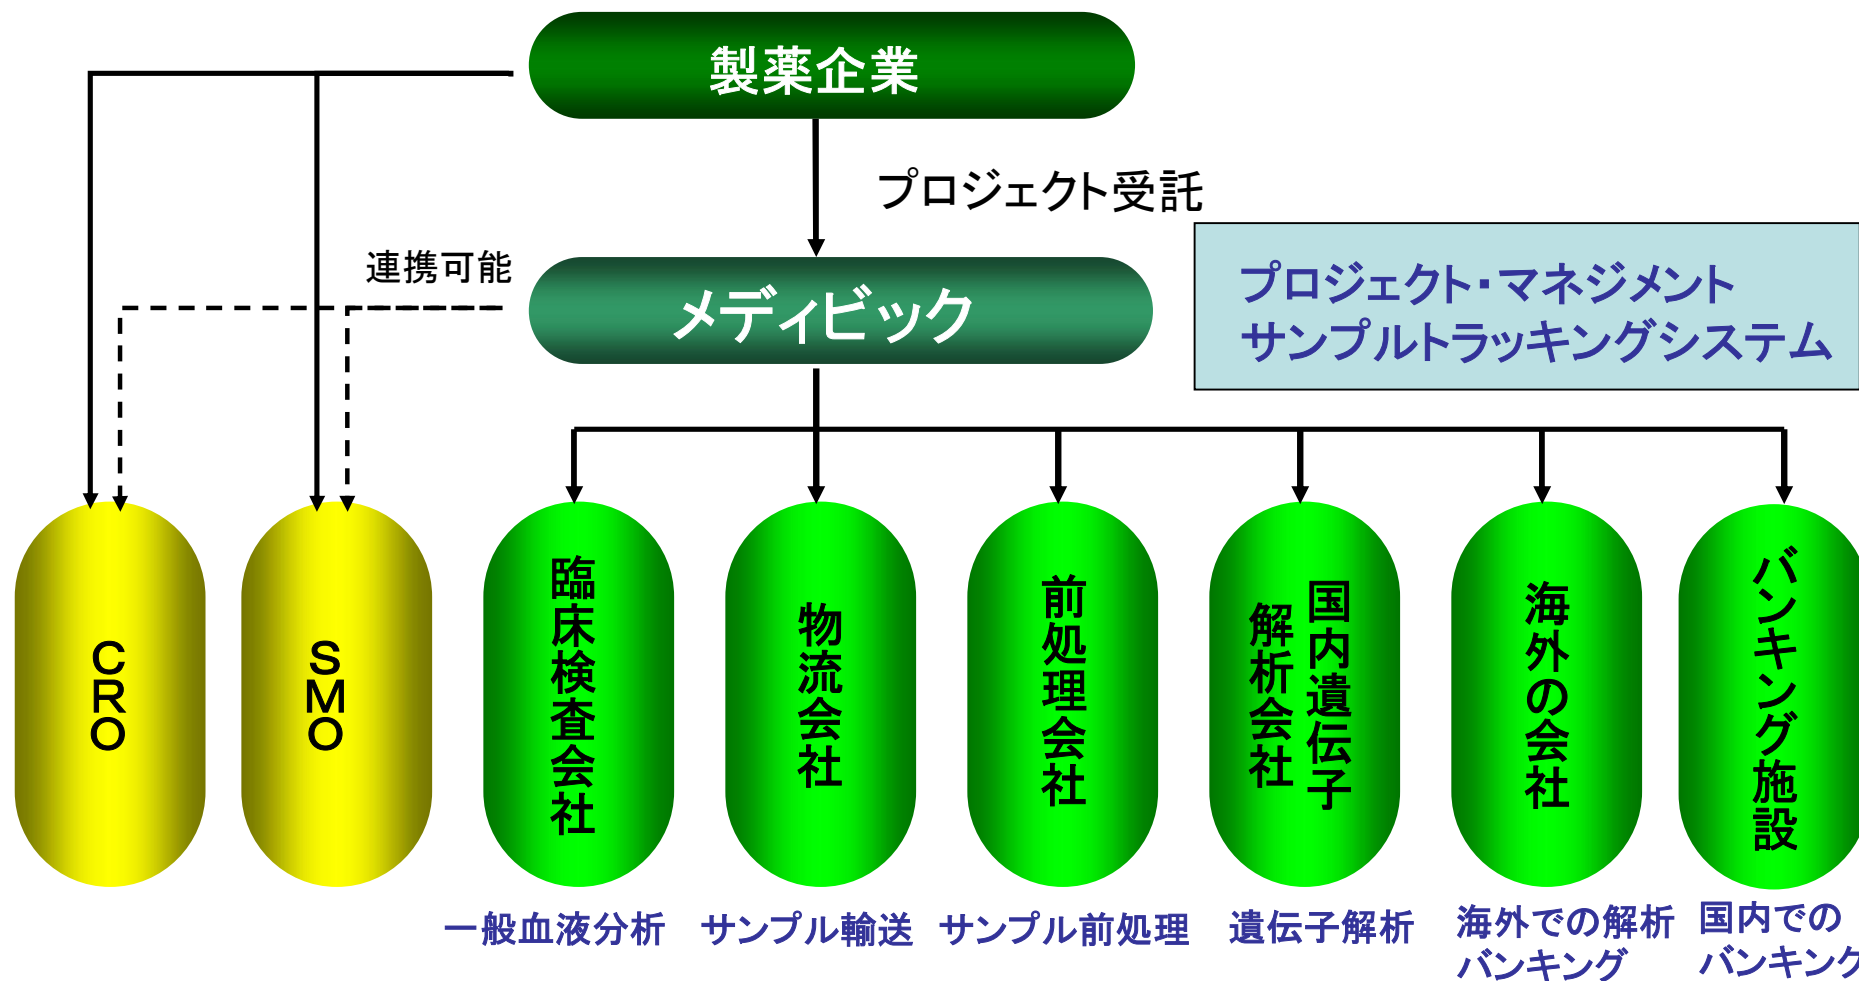 製薬企業
プロジェクト受託
連携可能
メディビック
プロジェクト・マネジメント
サンプルトラッキングシステム
CRO
SMO
臨床検査会社
物流会社
前処理会社
国内遺伝子
解析会社
海外の会社
バンキング施設
一般血液分析
サンプル輸送
サンプル前処理
遺伝子解析
海外での解析
バンキング
国内での
バンキング